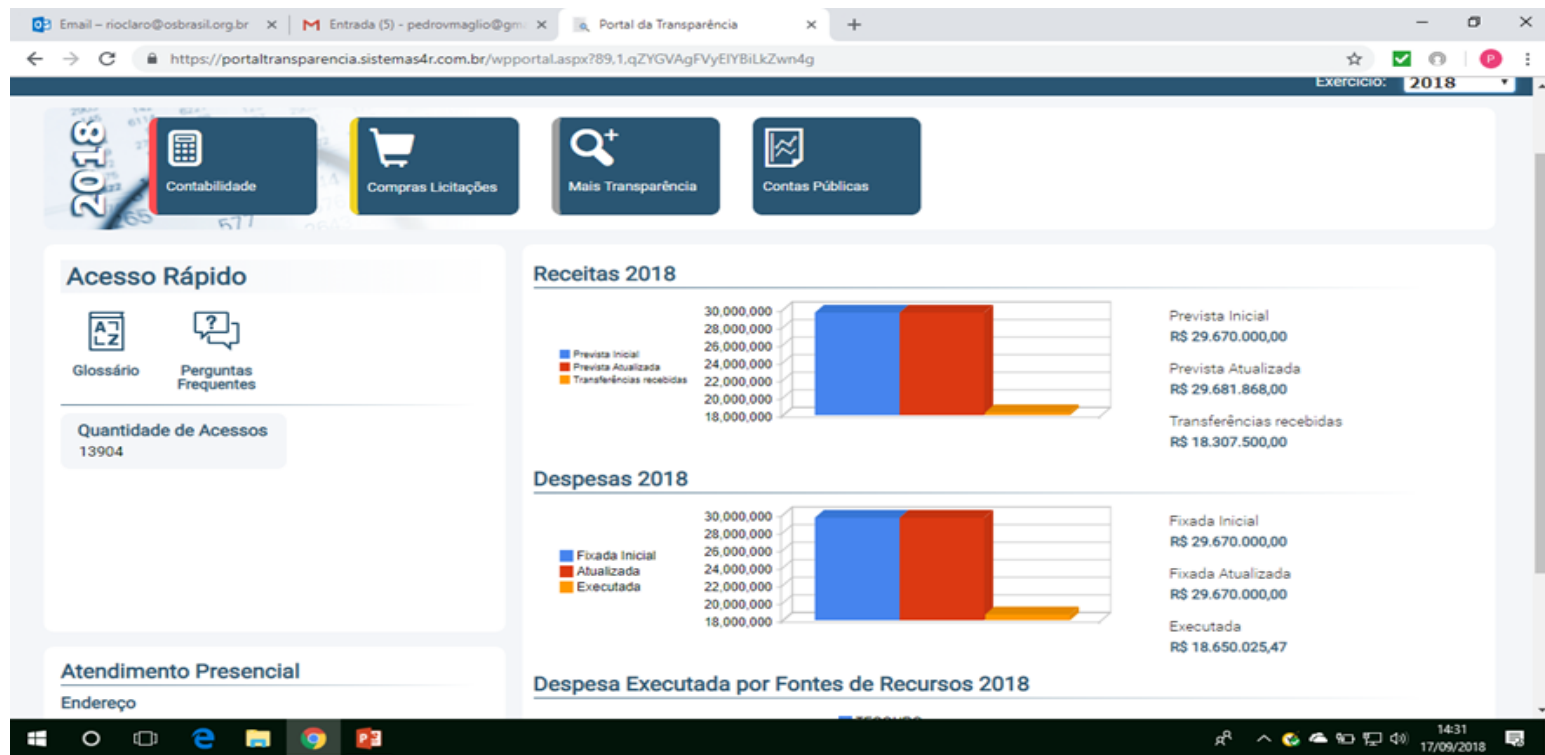 Email – rioclaro@osbrasil.org.br
Entrada (5) - pedrovmaglio@gm
Portal da Transparência
https://portaltransparencia.sistemas4r.com.br/wpportal.aspx?89,1,qZYGVAgFVyEIYBiLkZwn4g
P
Exercício: 2018
2018
Contabilidade
Compras Licitações
Mais Transparência
Contas Públicas
577
Acesso Rápido
Glossário
Perguntas
Frequentes
Quantidade de Acessos
13904
Atendimento Presencial
Endereço
Receitas 2018
Prevista Inicial
Prevista Atualizada
Transferências recebidas
30,000,000
28,000,000
26,000,000
24,000,000
22,000,000
20,000,000
18,000,000
Prevista Inicial
R$ 29.670.000,00
Prevista Atualizada
R$ 29.681.868,00
Transferências recebidas
R$ 18.307.500,00
Despesas 2018
Fixada Inicial
Atualizada
Executada
30,000,000
28,000,000
26,000,000
24,000,000
22,000,000
20,000,000
18,000,000
Fixada Inicial
R$ 29.670.000,00
Fixada Atualizada
R$ 29.670.000,00
Executada
R$ 18.650.025,47
Despesa Executada por Fontes de Recursos 2018
14:31
17/09/2018